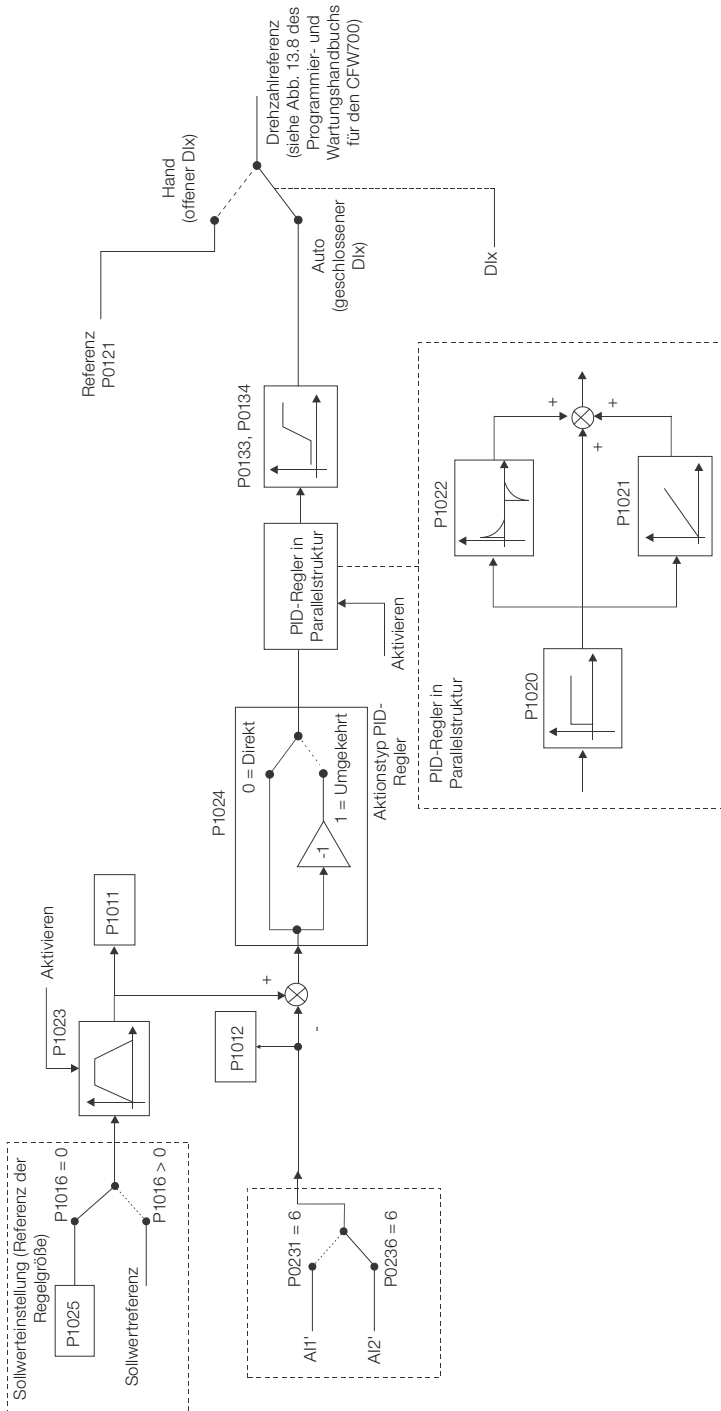 Sollwerteinstellung (Referenz der
Regelgröße)
P1025
Sollwertreferenz
P1016 = 0
P1016 > 0
P1023
Aktivieren
P1011
AI1'
AI2'
P0231 = 6
P0236 = 6
P1012
+
-
P1024
0 = Direkt
-1
1 = Umgekehrt
Aktionstyp PID-
Regler
PID-Regler in
Parallelstruktur
Aktivieren
P0133, P0134
Referenz
P0121
Hand
(offener DIx)
Auto
(geschlossener
DIx)
Drehzahlreferenz
(siehe Abb. 13.8 des
Programmier- und
Wartungshandbuchs
für den CFW700)
DIx
PID-Regler in
Parallelstruktur
P1020
P1022
P1021
+
+
+